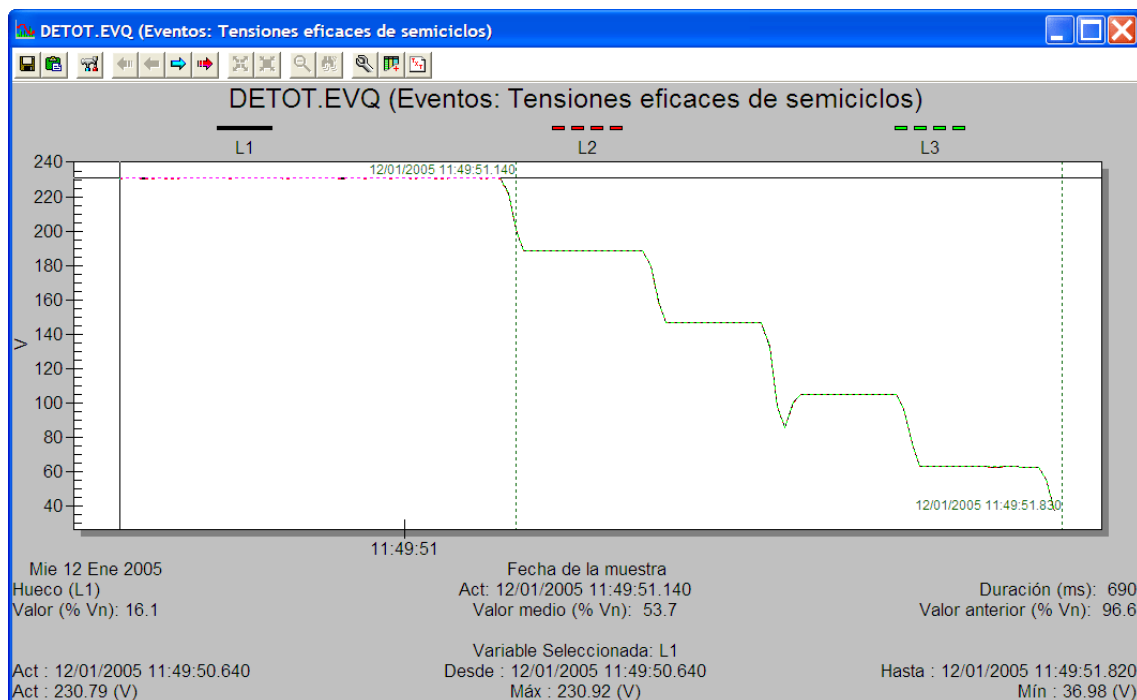 DETOT.EVQ (Eventos: Tensiones eficaces de semiciclos)
DETOT.EVQ (Eventos: Tensiones eficaces de semiciclos)
L1 L2 L3
240
12/01/2005 11:49:51.140
220
200
180
160
140
V
120
100
80
60
40
12/01/2005 11:49:51.830
11:49:51
Mie 12 Ene 2005 Fecha de la muestra
Hueco (L1) Act: 12/01/2005 11:49:51.140 Duración (ms): 690
Valor (% Vn): 16.1 Valor medio (% Vn): 53.7 Valor anterior (% Vn): 96.6
Variable Seleccionada: L1
Act : 12/01/2005 11:49:50.640 Desde : 12/01/2005 11:49:50.640 Hasta : 12/01/2005 11:49:51.820
Act : 230.79 (V) Máx : 230.92 (V) Mín : 36.98 (V)